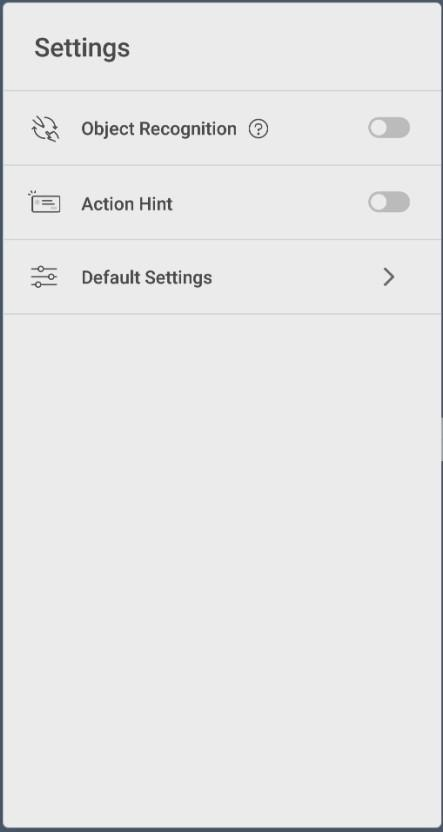 Settings
Object Recognition ?
Action Hint
Default Settings